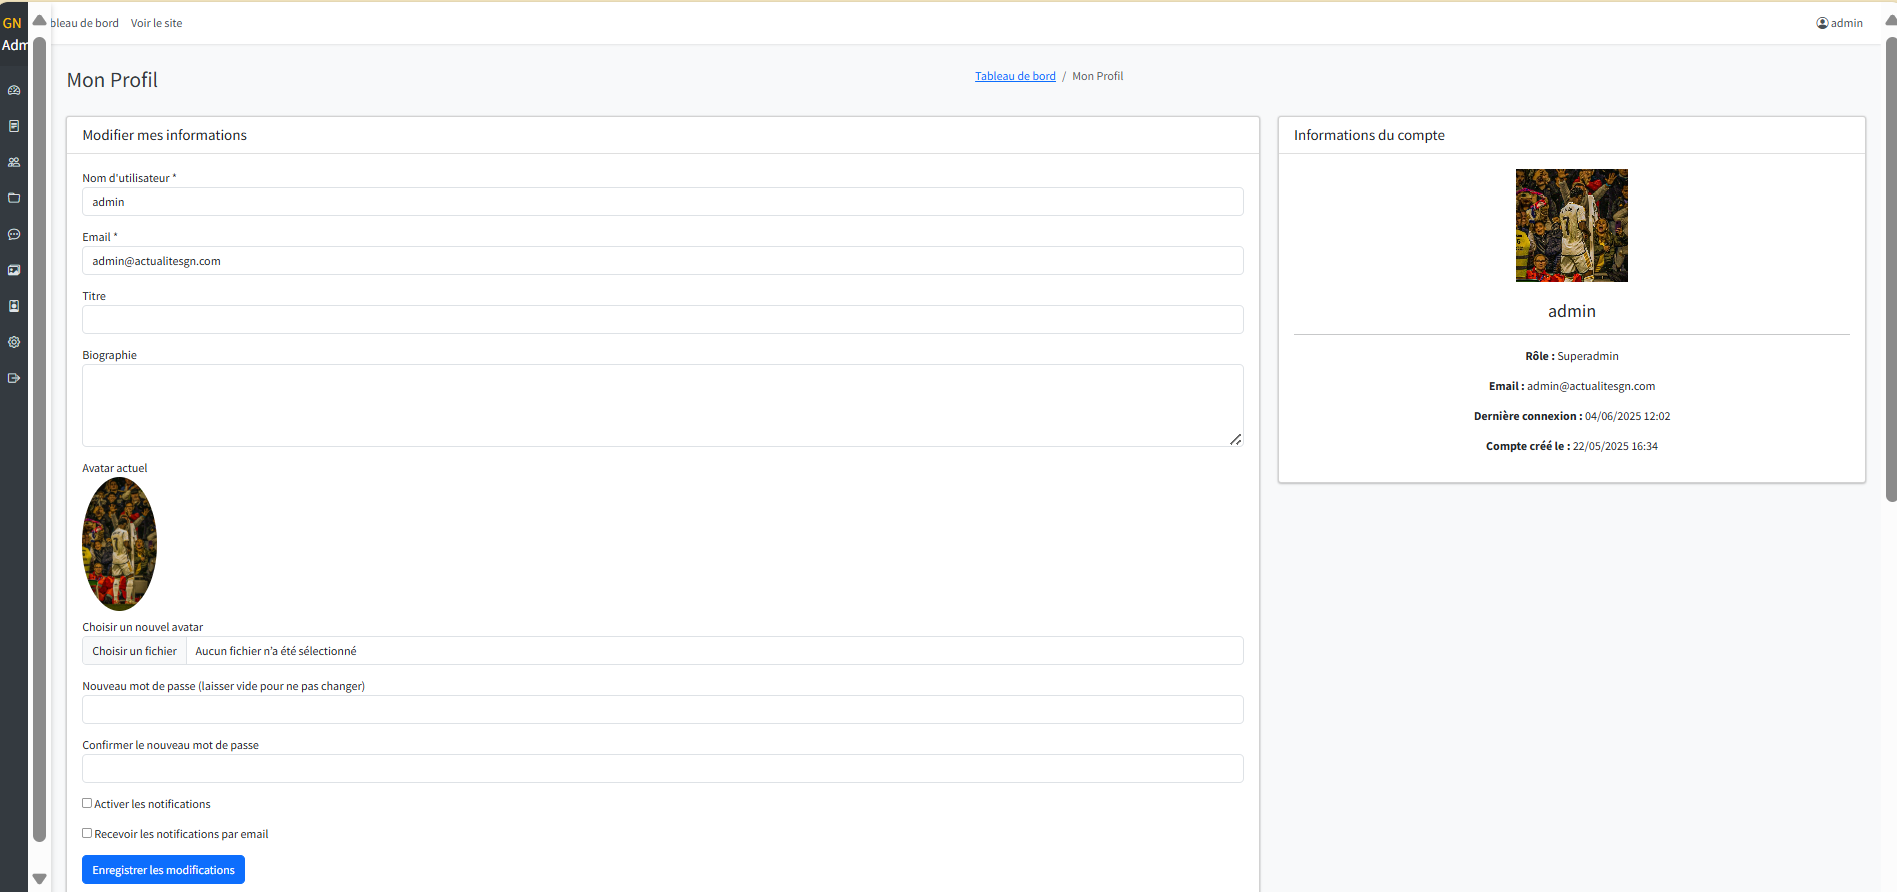 GN
Adm
bleau de bord Voir le site
admin
Mon Profil
Tableau de bord / Mon Profil
Modifier mes informations
Nom d'utilisateur *
admin
Email *
admin@actualitesgn.com
Titre
Biographie
Avatar actuel
Choisir un nouvel avatar
Choisir un fichier Aucun fichier n'a été sélectionné
Nouveau mot de passe (laisser vide pour ne pas changer)
Confirmer le nouveau mot de passe
Activer les notifications
Recevoir les notifications par email
Enregistrer les modifications
Informations du compte
7
admin
Rôle : Superadmin
Email : admin@actualitesgn.com
Dernière connexion : 04/06/2025 12:02
Compte créé le : 22/05/2025 16:34